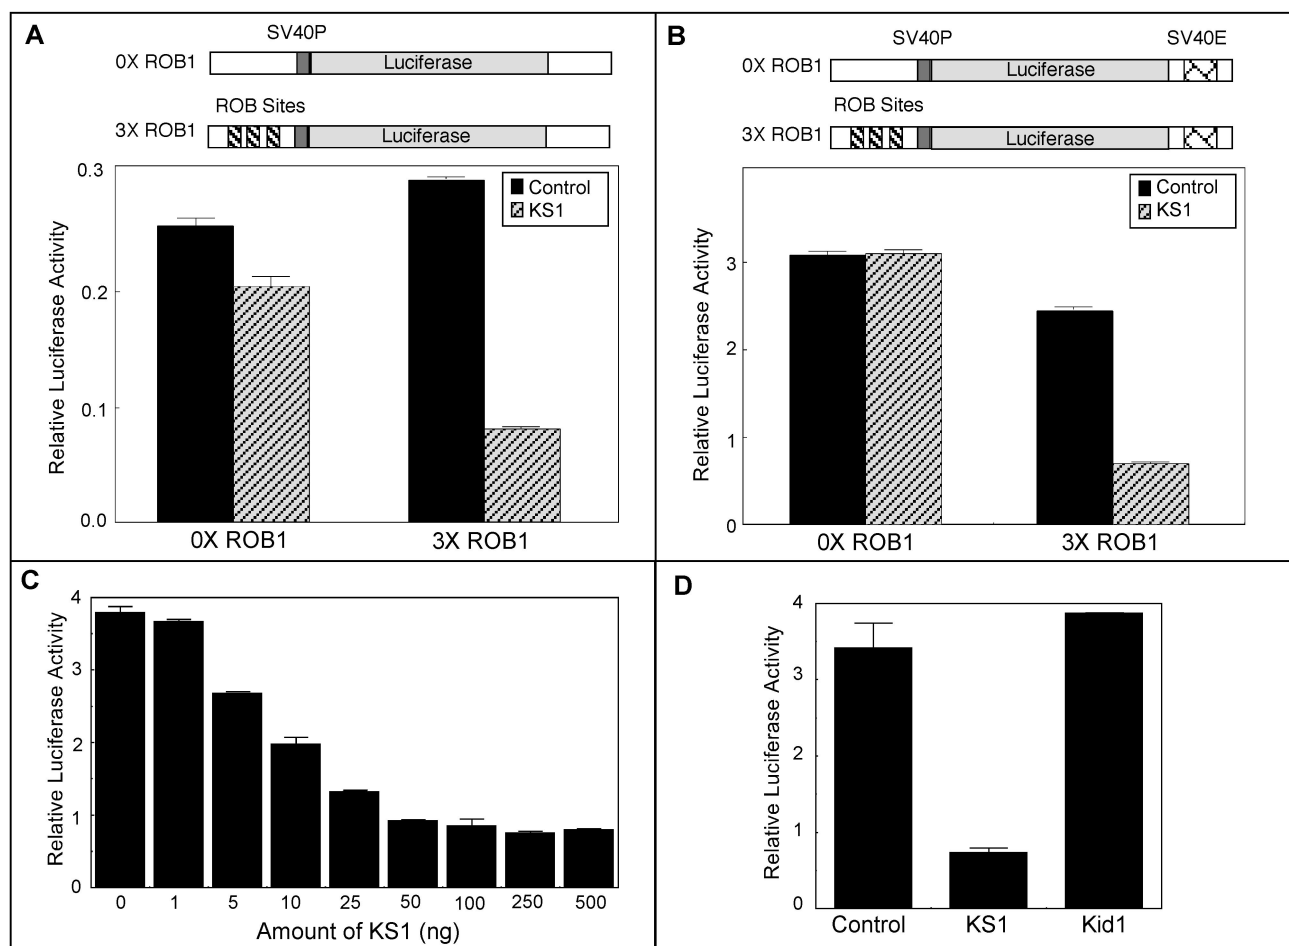 A
SV40P
0X ROB1
Luciferase
ROB Sites
3X ROB1
Luciferase
0.3
0.2
0.1
0.0
Relative Luciferase Activity
Control
KS1
0X ROB1
3X ROB1
B
SV40P
SV40E
0X ROB1
Luciferase
ROB Sites
3X ROB1
Luciferase
3
2
1
0
Relative Luciferase Activity
Control
KS1
0X ROB1
3X ROB1
C
4
3
2
1
0
Relative Luciferase Activity
0 1 5 10 25 50 100 250 500
Amount of KS1 (ng)
D
4
3
2
1
0
Relative Luciferase Activity
Control KS1 Kid1